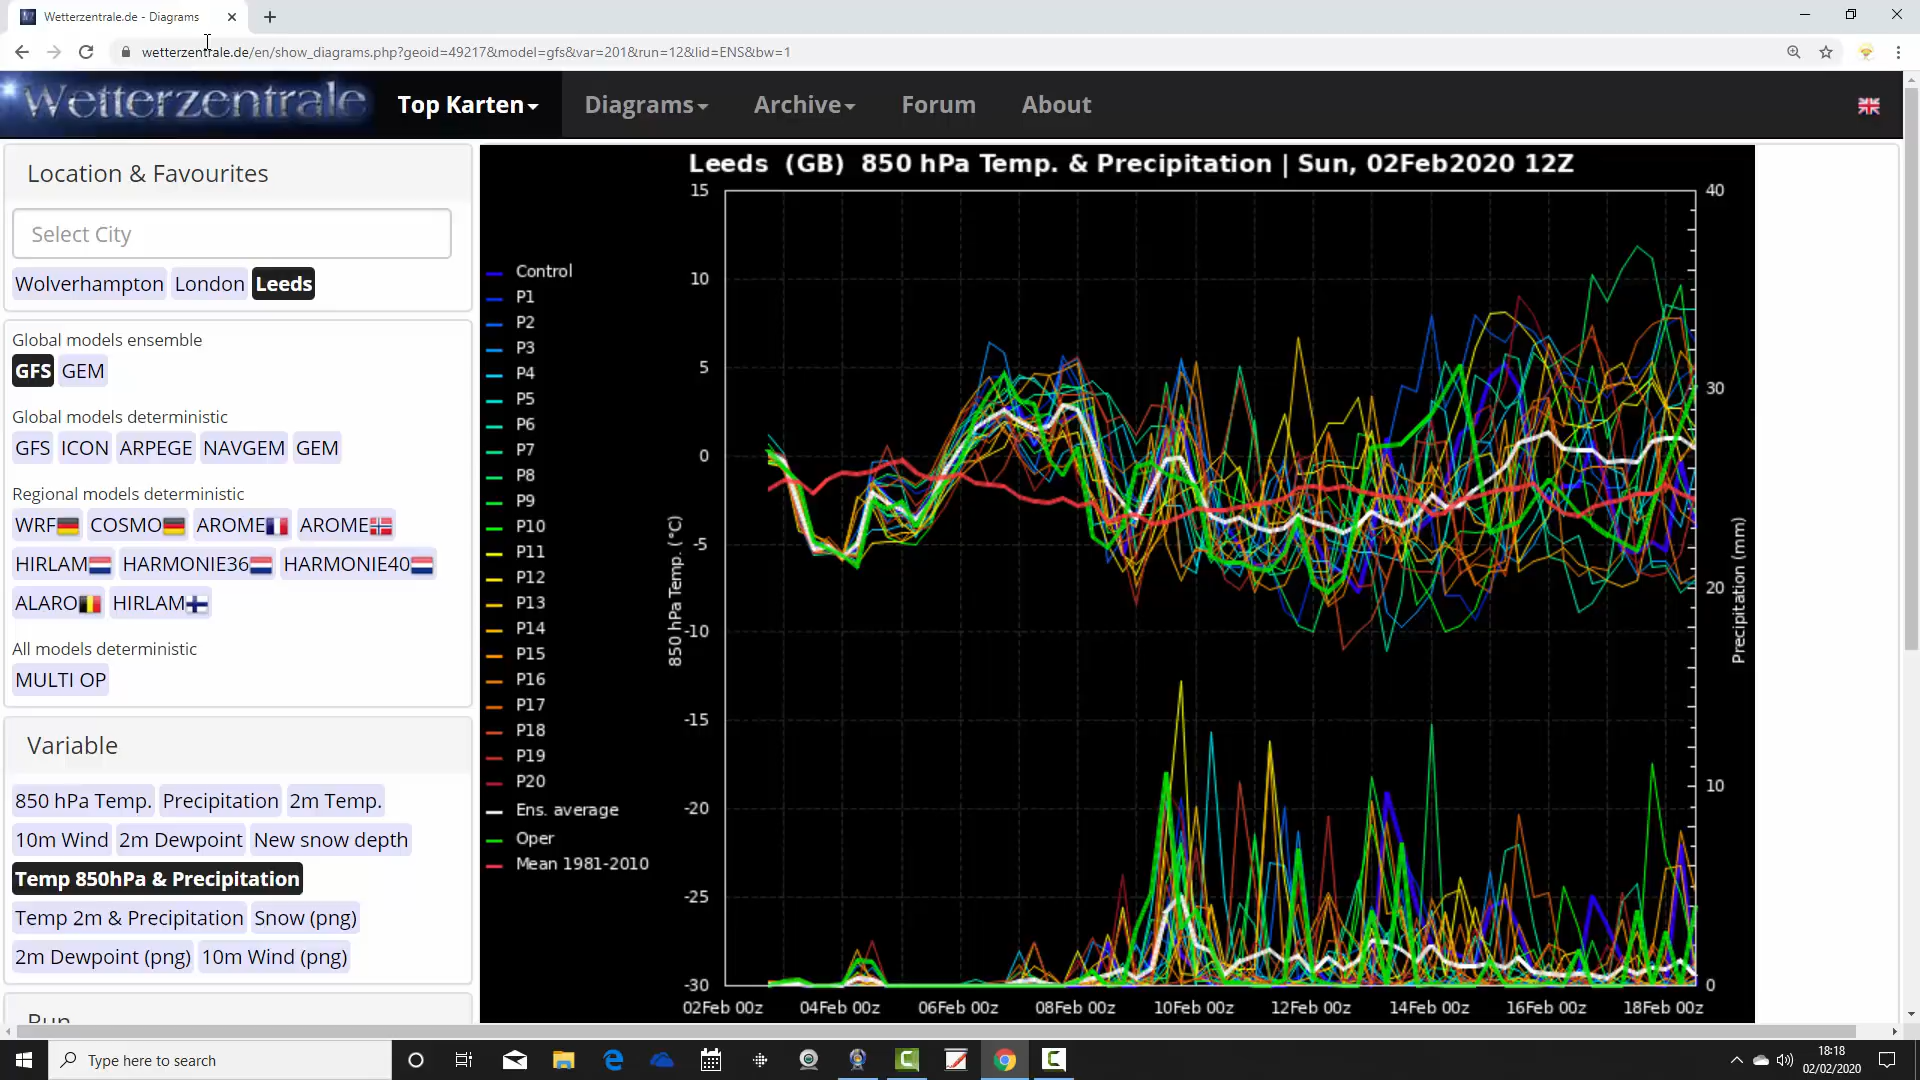 Wetterzentrale.de - Diagrams
wetterzentrale.de/en/show_diagrams.php?geoid=49217&model=gfs&var=201&run=12&lid=ENS&bw=1
Wetterzentrale
Top Karten
Diagrams
Archive
Forum
About
Location & Favourites
Select City
Wolverhampton London Leeds
Global models ensemble
GFS GEM
Global models deterministic
GFS ICON ARPEGE NAVGEM GEM
Regional models deterministic
WRF COSMO AROME AROME
HIRLAM HARMONIE36 HARMONIE40
ALARO HIRLAM
All models deterministic
MULTI OP
Variable
850 hPa Temp. Precipitation 2m Temp.
10m Wind 2m Dewpoint New snow depth
Temp 850hPa & Precipitation
Temp 2m & Precipitation Snow (png)
2m Dewpoint (png) 10m Wind (png)
Run
Leeds (GB) 850 hPa Temp. & Precipitation | Sun, 02Feb2020 12Z
Control
P1
P2
P3
P4
P5
P6
P7
P8
P9
P10
P11
P12
P13
P14
P15
P16
P17
P18
P19
P20
Ens. average
Oper
Mean 1981-2010
850 hPa Temp. (°C)
15
10
5
0
-5
-10
-15
-20
-25
-30
40
30
20
10
0
Precipitation (mm)
02Feb 00z 04Feb 00z 06Feb 00z 08Feb 00z 10Feb 00z 12Feb 00z 14Feb 00z 16Feb 00z 18Feb 00z
Type here to search
18:18
02/02/2020